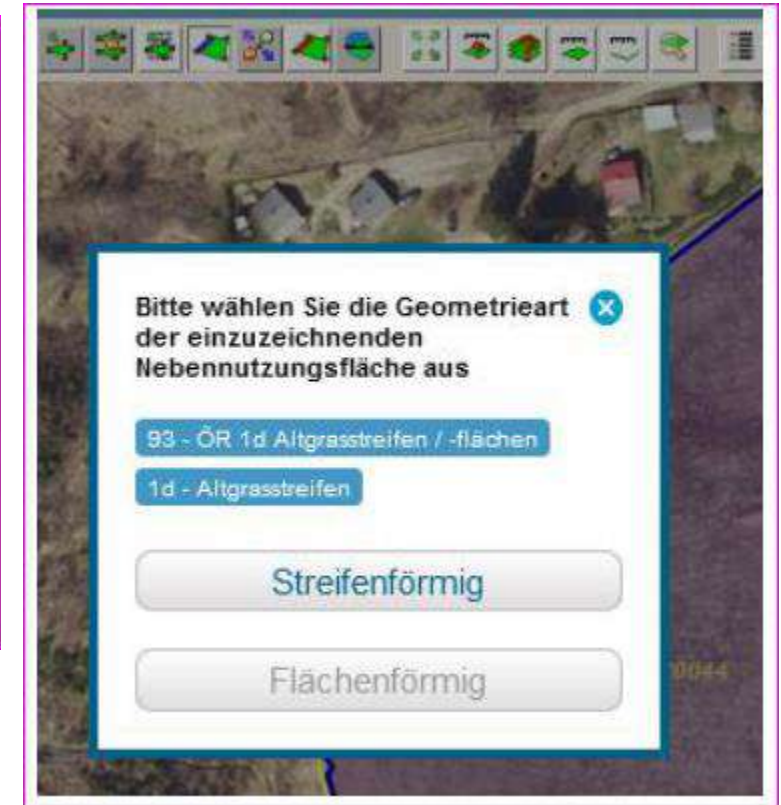 Bitte wählen Sie die Geometrieart
der einzuzeichnenden
Nebennutzungsfläche aus
93 - ÖR 1d Altgrasstreifen / -flächen
1d - Altgrasstreifen
Streifenförmig
Flächenförmig